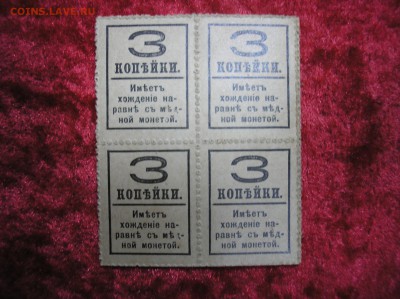 COINS.LAVE.RU
3 3
КОПѢЙКИ. КОПѢЙКИ.
Имѣетъ Имѣетъ
хожденіе на- хожденіе на-
равнѣ съ мѣд- равнѣ съ мѣд-
ной монетой. ной монетой.
3 3
КОПѢЙКИ. КОПѢЙКИ.
Имѣетъ Имѣетъ
хожденіе на- хожденіе на-
равнѣ съ мѣд- равнѣ съ мѣд-
ной монетой. ной монетой.